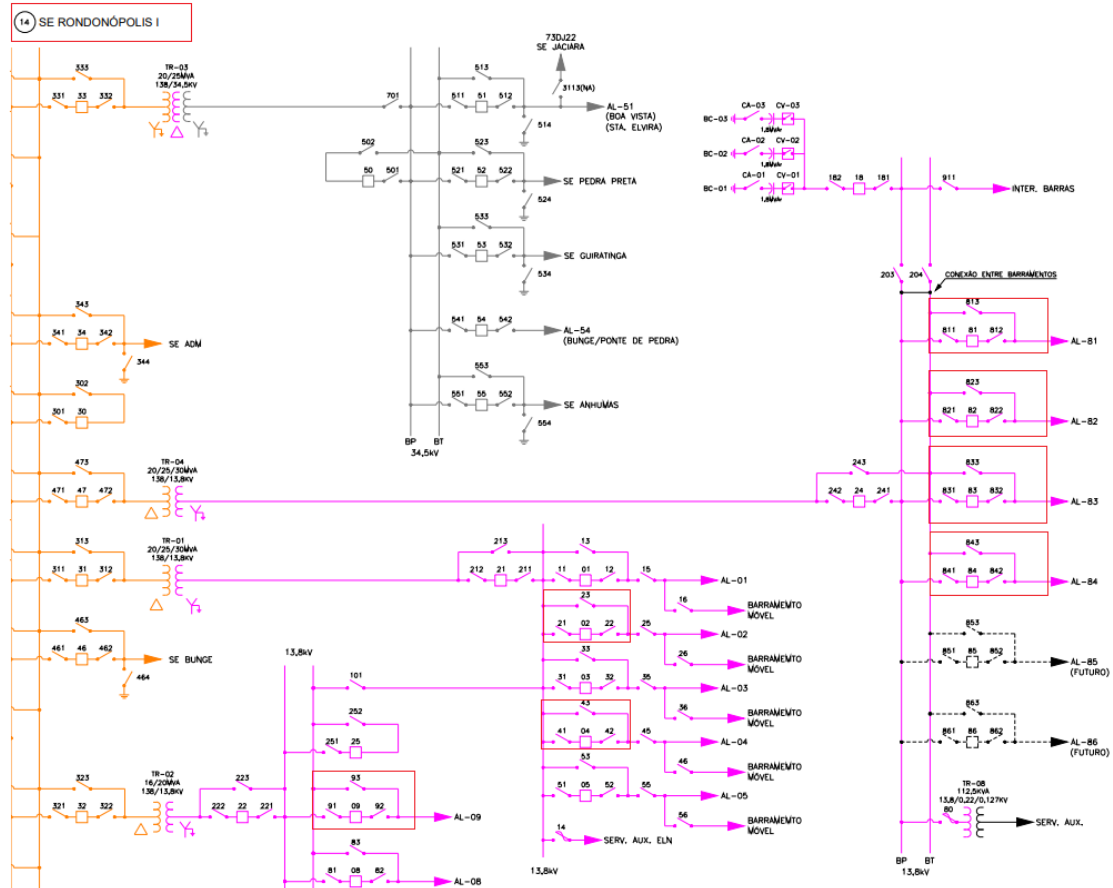 14 SE RONDONÓPOLIS I
333
331 33 332
TR-03
20/25MVA
138/34,5KV
701
513
511 51 512
514
73DJ22
SE JACIARA
3113(NA)
AL-51
(BOA VISTA)
(STA. ELVIRA)
502
50 501
523
521 52 522
524
SE PEDRA PRETA
533
531 53 532
534
SE GUIRATINGA
541 54 542
AL-54
(BUNGE/PONTE DE PEDRA)
553
551 55 552
554
SE ANHUMAS
BP BT
34,5kV
CA-03 CV-03
BC-03
1,8MVAr
CA-02 CV-02
BC-02
1,8MVAr
CA-01 CV-01
BC-01
1,8MVAr
182 18 181
911
INTER. BARRAS
203 204
CONEXÃO ENTRE BARRAMENTOS
813
811 81 812
AL-81
823
821 82 822
AL-82
833
831 83 832
AL-83
843
841 84 842
AL-84
853
851 85 852
AL-85
(FUTURO)
863
861 86 862
AL-86
(FUTURO)
TR-08
112,5KVA
13,8/0,22/0,127KV
80
SERV. AUX.
BP BT
13,8kV
343
341 34 342
344
SE ADM
302
301 30
473
471 47 472
TR-04
20/25/30MVA
138/13,8KV
243
242 24 241
313
311 31 312
TR-01
20/25/30MVA
138/13,8KV
213
212 21 211
13
11 01 12 15
AL-01
16
BARRAMENTO
MÓVEL
23
21 02 22 25
AL-02
26
BARRAMENTO
MÓVEL
33
31 03 32 35
AL-03
36
BARRAMENTO
MÓVEL
43
41 04 42 45
AL-04
46
BARRAMENTO
MÓVEL
53
51 05 52 55
AL-05
56
BARRAMENTO
MÓVEL
14
SERV. AUX. ELN
13,8kV
463
461 46 462
464
SE BUNGE
13,8kV
101
252
251 25
323
321 32 322
TR-02
16/20MVA
138/13,8KV
223
222 22 221
93
91 09 92
AL-09
83
81 08 82
AL-08